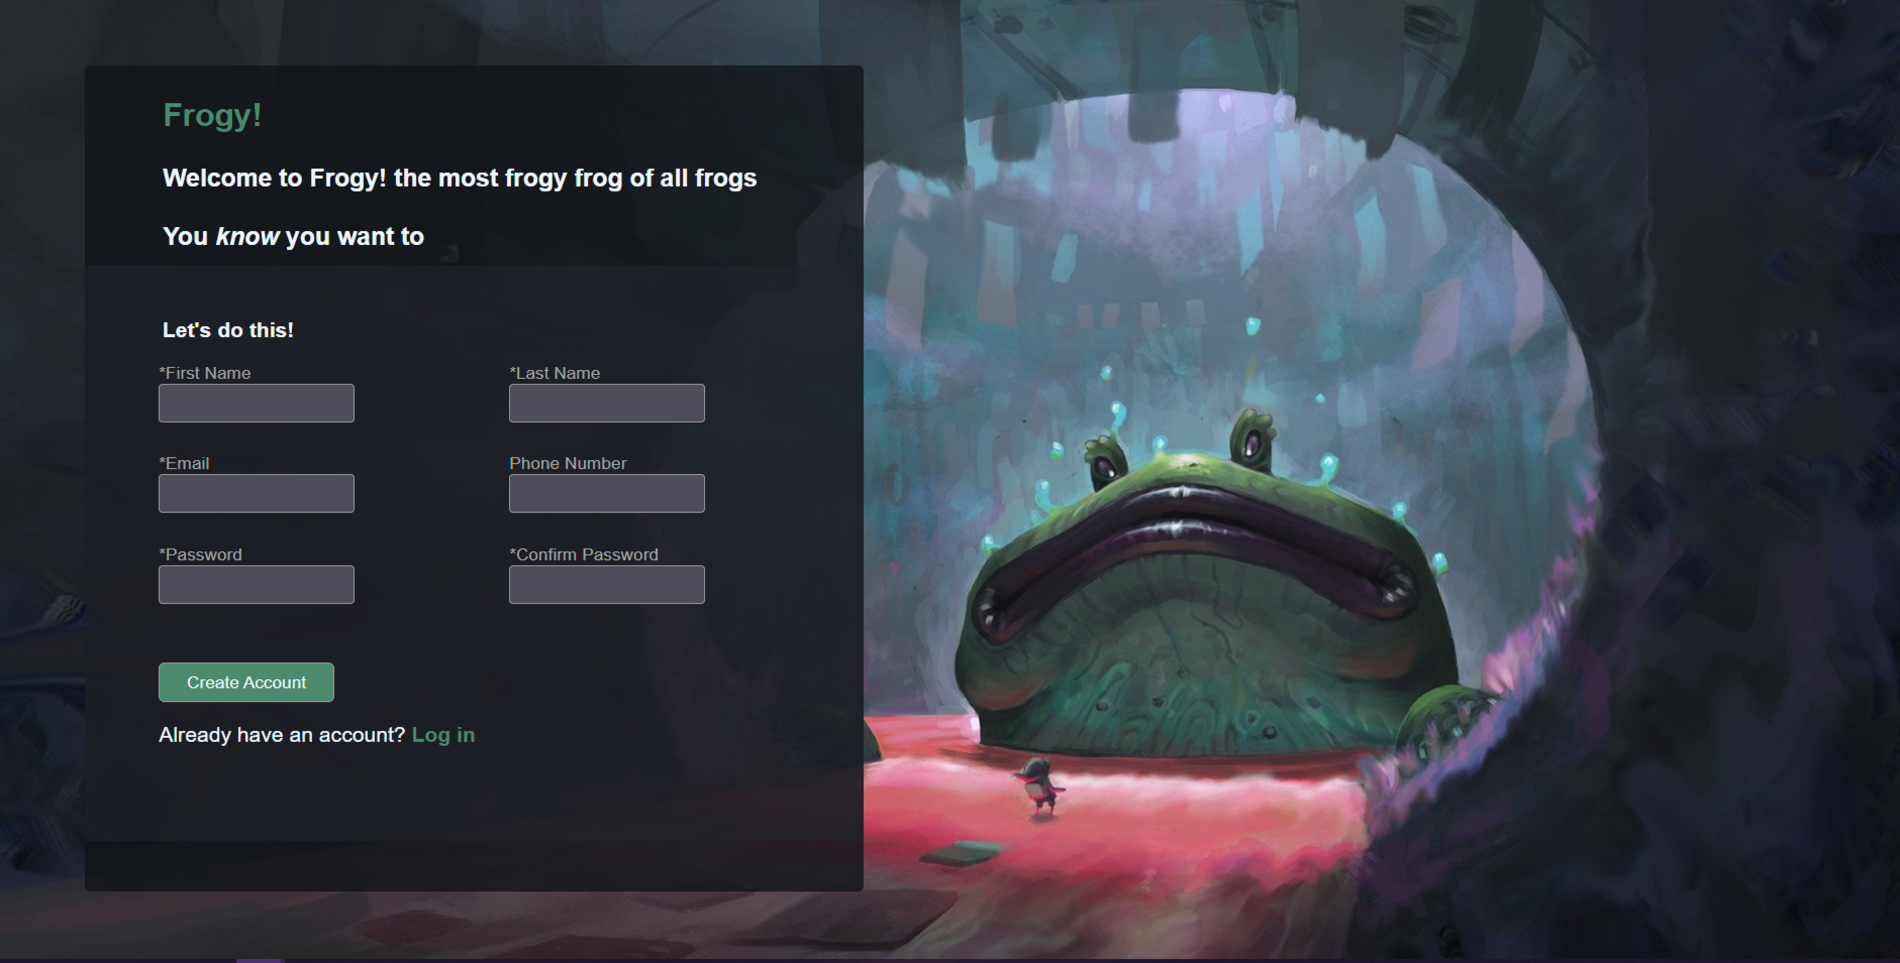 Frogy!
Welcome to Frogy! the most frogy frog of all frogs
You know you want to
Let's do this!
*First Name
*Last Name
*Email
Phone Number
*Password
*Confirm Password
Create Account
Already have an account? Log in